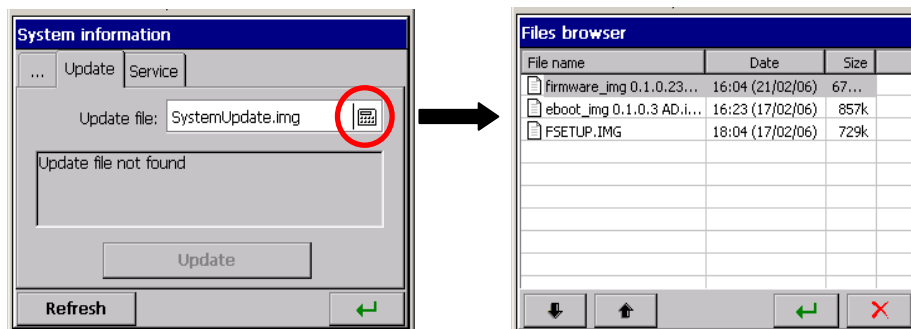 System information
... Update Service
Update file: SystemUpdate.img
Update file not found
Update
Refresh
Files browser
File name Date Size
firmware_img 0.1.0.23... 16:04 (21/02/06) 67...
eboot_img 0.1.0.3 AD.i... 16:23 (17/02/06) 857k
FSETUP.IMG 18:04 (17/02/06) 729k